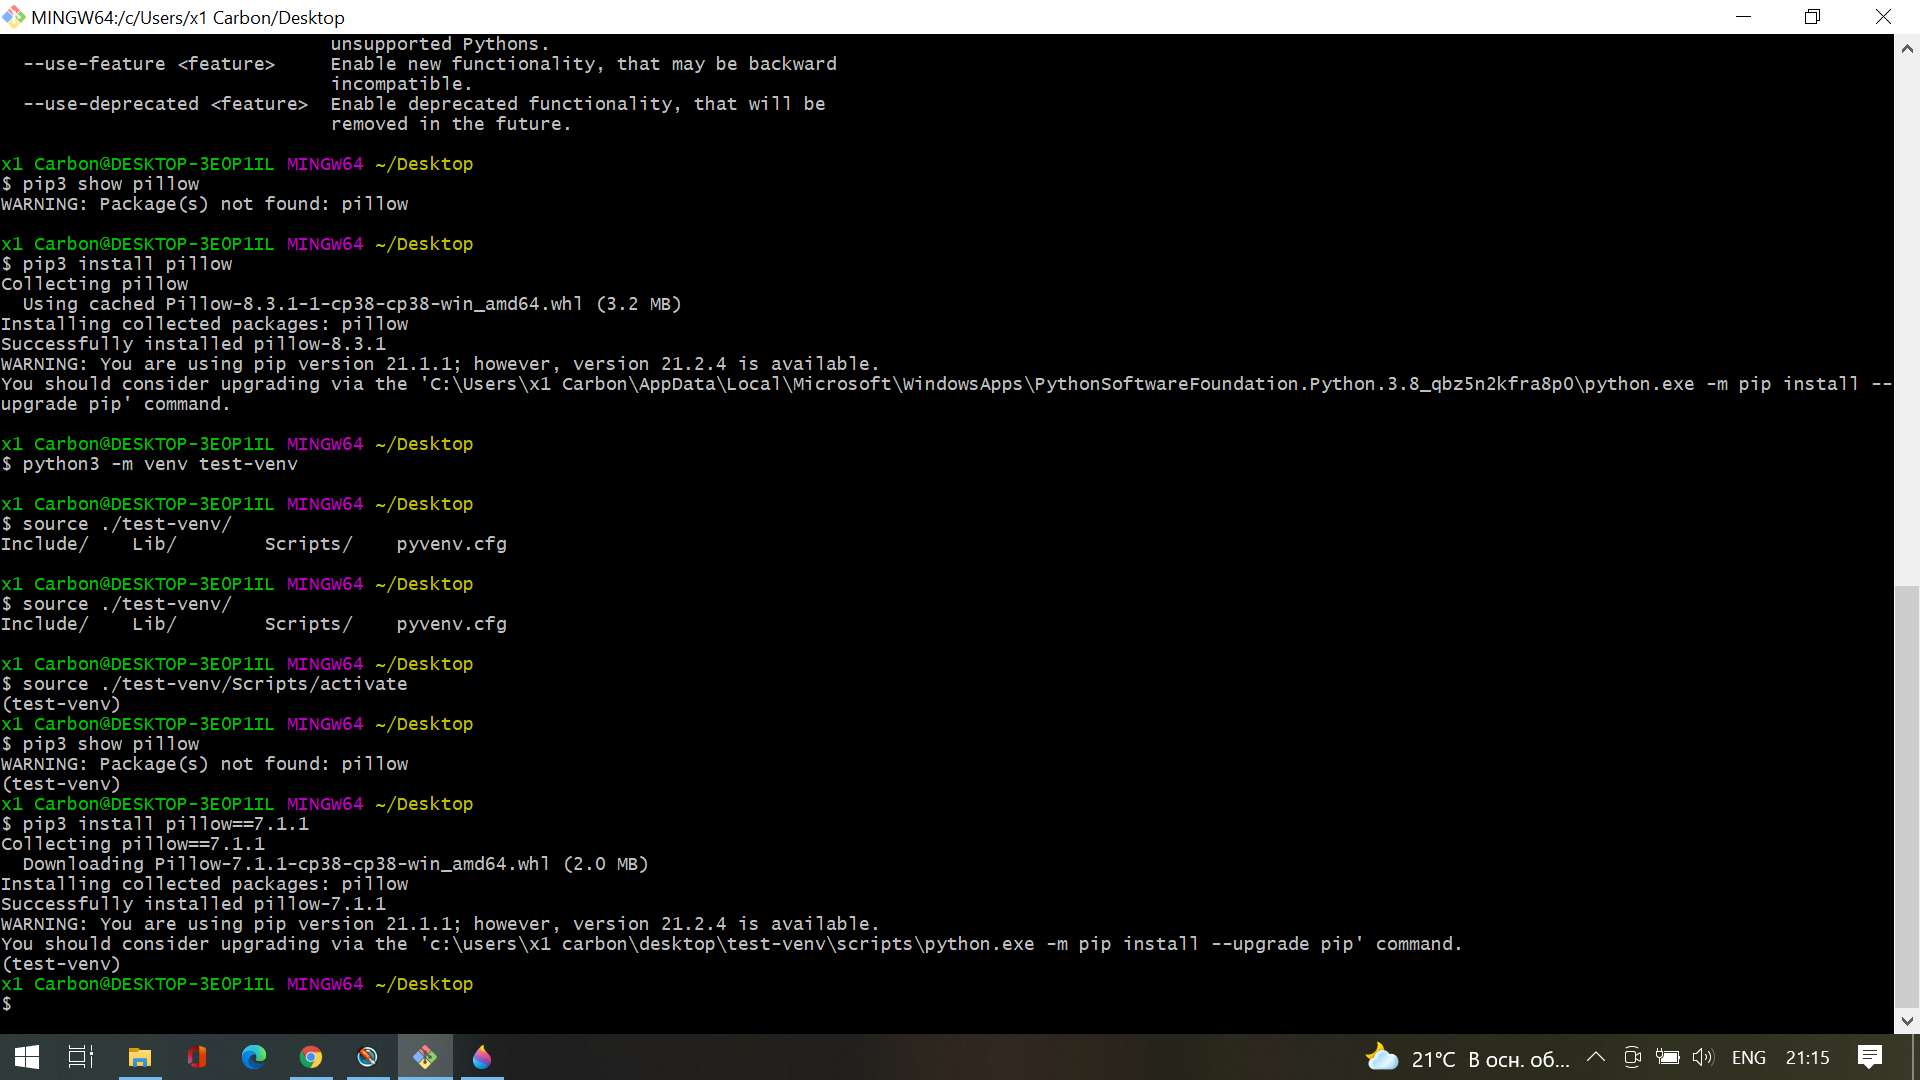 MINGW64:/c/Users/x1 Carbon/Desktop
unsupported Pythons.
--use-feature <feature>     Enable new functionality, that may be backward
incompatible.
--use-deprecated <feature>  Enable deprecated functionality, that will be
removed in the future.
x1 Carbon@DESKTOP-3E0P1IL MINGW64 ~/Desktop
$ pip3 show pillow
WARNING: Package(s) not found: pillow
x1 Carbon@DESKTOP-3E0P1IL MINGW64 ~/Desktop
$ pip3 install pillow
Collecting pillow
  Using cached Pillow-8.3.1-1-cp38-cp38-win_amd64.whl (3.2 MB)
Installing collected packages: pillow
Successfully installed pillow-8.3.1
WARNING: You are using pip version 21.1.1; however, version 21.2.4 is available.
You should consider upgrading via the 'C:\Users\x1 Carbon\AppData\Local\Microsoft\WindowsApps\PythonSoftwareFoundation.Python.3.8_qbz5n2kfra8p0\python.exe -m pip install --
upgrade pip' command.
x1 Carbon@DESKTOP-3E0P1IL MINGW64 ~/Desktop
$ python3 -m venv test-venv
x1 Carbon@DESKTOP-3E0P1IL MINGW64 ~/Desktop
$ source ./test-venv/
Include/    Lib/        Scripts/    pyvenv.cfg
x1 Carbon@DESKTOP-3E0P1IL MINGW64 ~/Desktop
$ source ./test-venv/
Include/    Lib/        Scripts/    pyvenv.cfg
x1 Carbon@DESKTOP-3E0P1IL MINGW64 ~/Desktop
$ source ./test-venv/Scripts/activate
(test-venv)
x1 Carbon@DESKTOP-3E0P1IL MINGW64 ~/Desktop
$ pip3 show pillow
WARNING: Package(s) not found: pillow
(test-venv)
x1 Carbon@DESKTOP-3E0P1IL MINGW64 ~/Desktop
$ pip3 install pillow==7.1.1
Collecting pillow==7.1.1
  Downloading Pillow-7.1.1-cp38-cp38-win_amd64.whl (2.0 MB)
Installing collected packages: pillow
Successfully installed pillow-7.1.1
WARNING: You are using pip version 21.1.1; however, version 21.2.4 is available.
You should consider upgrading via the 'c:\users\x1 carbon\desktop\test-venv\scripts\python.exe -m pip install --upgrade pip' command.
(test-venv)
x1 Carbon@DESKTOP-3E0P1IL MINGW64 ~/Desktop
$
21°C В осн. об... ENG 21:15